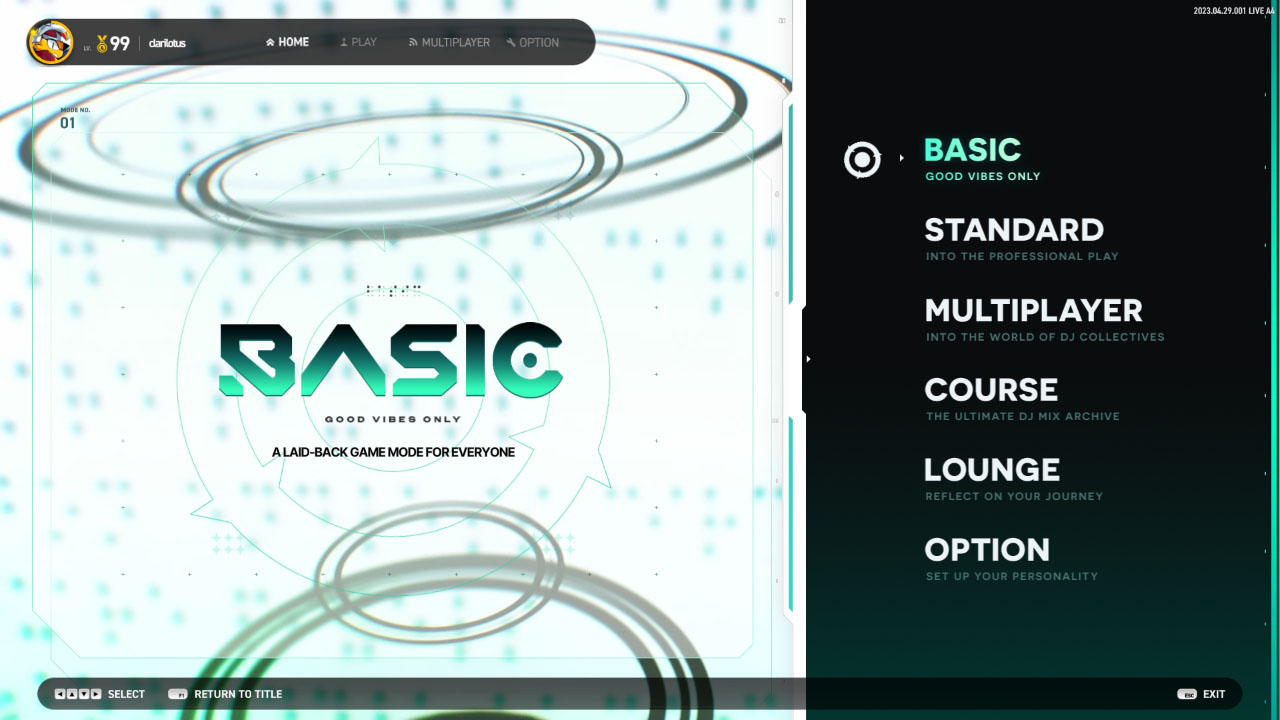 2023.04.29.001 LIVE A4
LV. 99 darilotus HOME PLAY MULTIPLAYER OPTION
MODE NO.
01
BASIC
GOOD VIBES ONLY
A LAID-BACK GAME MODE FOR EVERYONE
BASIC
GOOD VIBES ONLY
STANDARD
INTO THE PROFESSIONAL PLAY
MULTIPLAYER
INTO THE WORLD OF DJ COLLECTIVES
COURSE
THE ULTIMATE DJ MIX ARCHIVE
LOUNGE
REFLECT ON YOUR JOURNEY
OPTION
SET UP YOUR PERSONALITY
SELECT F1 RETURN TO TITLE ESC EXIT